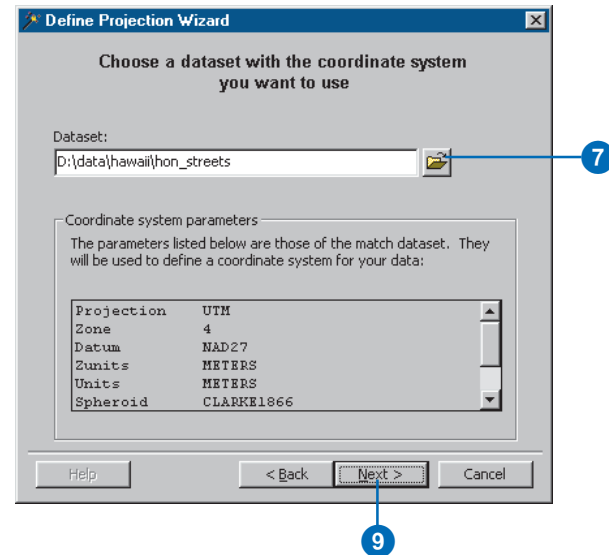 Define Projection Wizard
Choose a dataset with the coordinate system
you want to use
Dataset:
D:\data\hawaii\hon_streets
7
Coordinate system parameters
The parameters listed below are those of the match dataset. They
will be used to define a coordinate system for your data:
Projection UTM
Zone 4
Datum NAD27
Zunits METERS
Units METERS
Spheroid CLARKE1866
Help < Back Next > Cancel
9